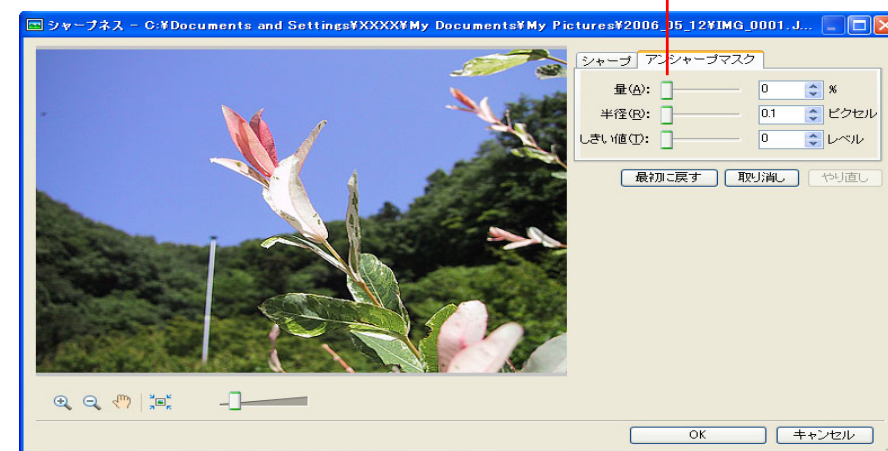 シャープネス - C:¥Documents and Settings¥XXXX¥My Documents¥My Pictures¥2006_05_12¥IMG_0001.J...
シャープ アンシャープマスク
量(A): 0 %
半径(R): 0.1 ピクセル
しきい値(T): 0 レベル
最初に戻す 取り消し やり直し
OK キャンセル